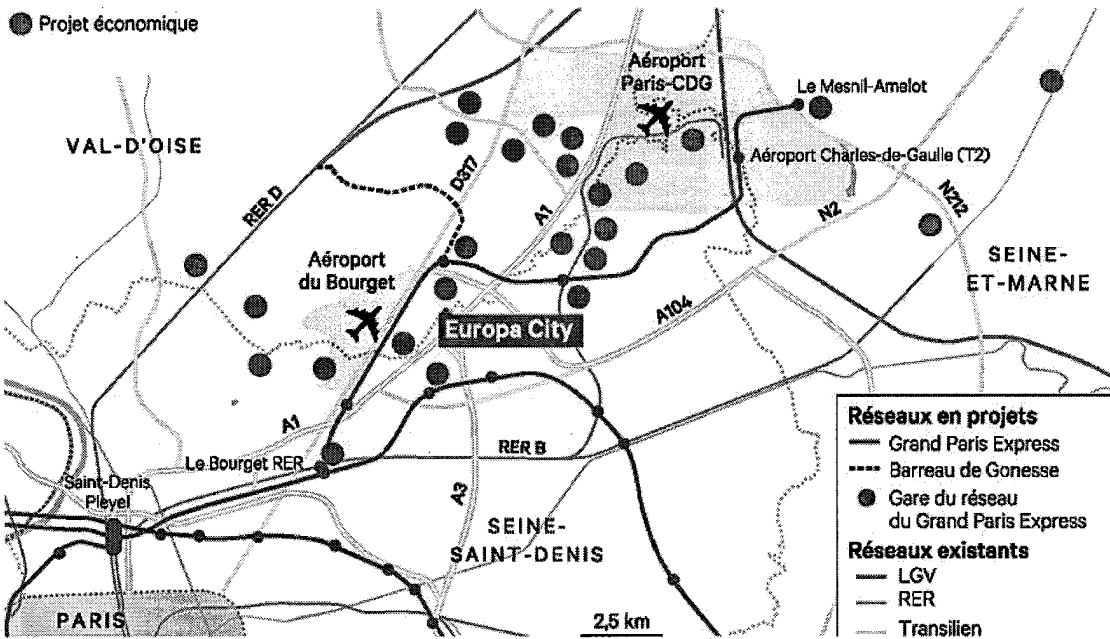 Projet économique
VAL-D'OISE
RER D
D317
A1
Aéroport
Paris-CDG
Le Mesnil-Amelot
Aéroport Charles-de-Gaulle (T2)
N2
N212
SEINE-
ET-MARNE
Aéroport
du Bourget
Europa City
A104
A1
Le Bourget RER
RER B
A3
Saint-Denis
Pleyel
SEINE-
SAINT-DENIS
PARIS
2,5 km
Réseaux en projets
Grand Paris Express
Barreau de Gonesse
Gare du réseau
du Grand Paris Express
Réseaux existants
LGV
RER
Transilien